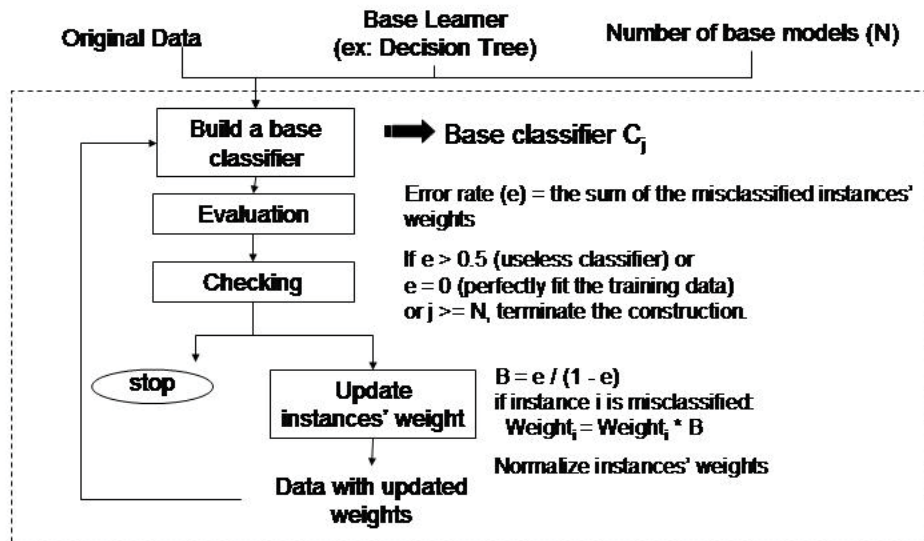 Original Data
Base Learner
(ex: Decision Tree)
Number of base models (N)
Build a base
classifier
Base classifier Cj
Evaluation
Error rate (e) = the sum of the misclassified instances'
weights
Checking
If e > 0.5 (useless classifier) or
e = 0 (perfectly fit the training data)
or j >= N, terminate the construction.
stop
Update
instances' weight
B = e / (1 - e)
if instance i is misclassified:
Weighti = Weighti * B
Normalize instances' weights
Data with updated
weights